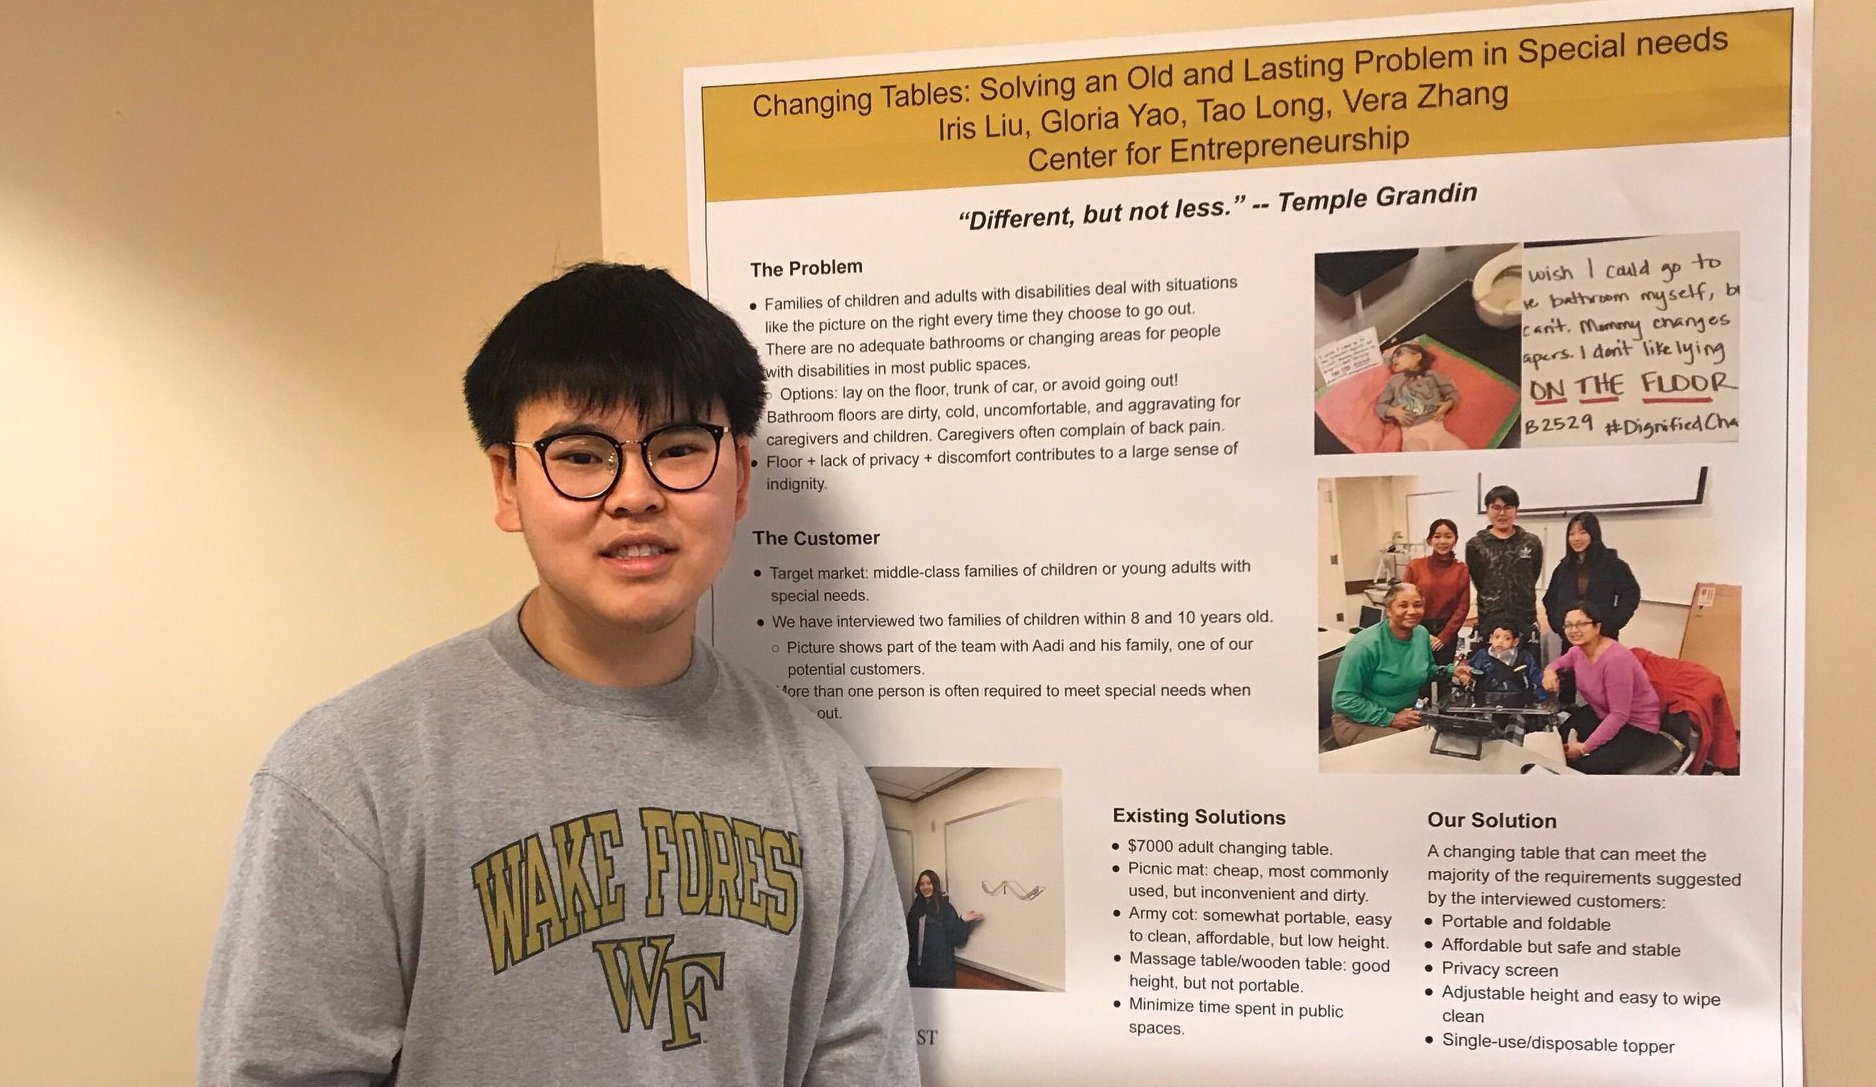 Changing Tables: Solving an Old and Lasting Problem in Special needs
Iris Liu, Gloria Yao, Tao Long, Vera Zhang
Center for Entrepreneurship
“Different, but not less.” -- Temple Grandin
The Problem
• Families of children and adults with disabilities deal with situations
like the picture on the right every time they choose to go out.
There are no adequate bathrooms or changing areas for people
with disabilities in most public spaces.
○ Options: lay on the floor, trunk of car, or avoid going out!
Bathroom floors are dirty, cold, uncomfortable, and aggravating for
caregivers and children. Caregivers often complain of back pain.
• Floor + lack of privacy + discomfort contributes to a large sense of
indignity.
wish I could go to
bathroom myself,
can't. Mommy changes
I don't like lying
ON THE FLOOR
B2529 #DignifiedCha
The Customer
• Target market: middle-class families of children or young adults with
special needs.
• We have interviewed two families of children within 8 and 10 years old.
○ Picture shows part of the team with Aadi and his family, one of our
potential customers.
More than one person is often required to meet special needs when
out.
Existing Solutions
• $7000 adult changing table.
• Picnic mat: cheap, most commonly
used, but inconvenient and dirty.
• Army cot: somewhat portable, easy
to clean, affordable, but low height.
• Massage table/wooden table: good
height, but not portable.
• Minimize time spent in public
spaces.
Our Solution
A changing table that can meet the
majority of the requirements suggested
by the interviewed customers:
• Portable and foldable
• Affordable but safe and stable
• Privacy screen
• Adjustable height and easy to wipe
clean
• Single-use/disposable topper
ST
WAKE FOREST
WF